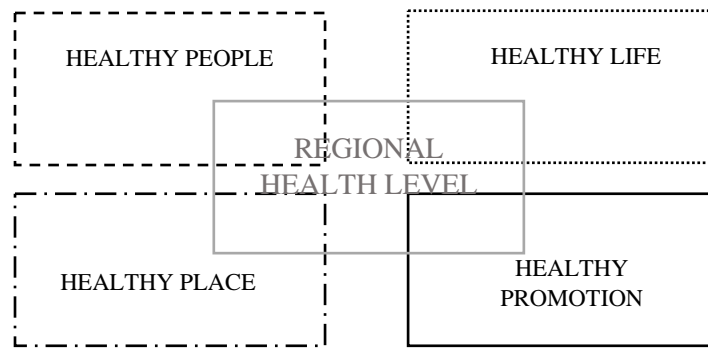 HEALTHY PEOPLE
HEALTHY LIFE
REGIONAL
HEALTH LEVEL
HEALTHY PLACE
HEALTHY
PROMOTION